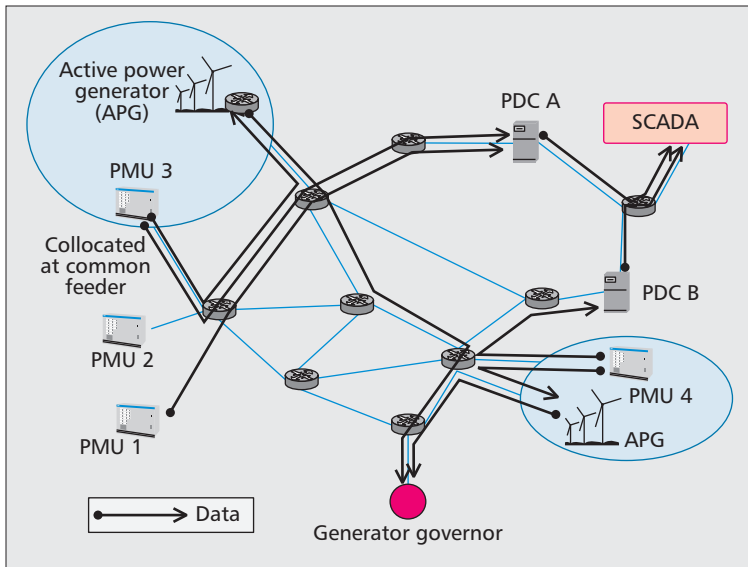 Active power
generator
(APG)
PDC A
SCADA
PMU 3
Collocated
at common
feeder
PDC B
PMU 2
PMU 4
APG
PMU 1
Data
Generator governor